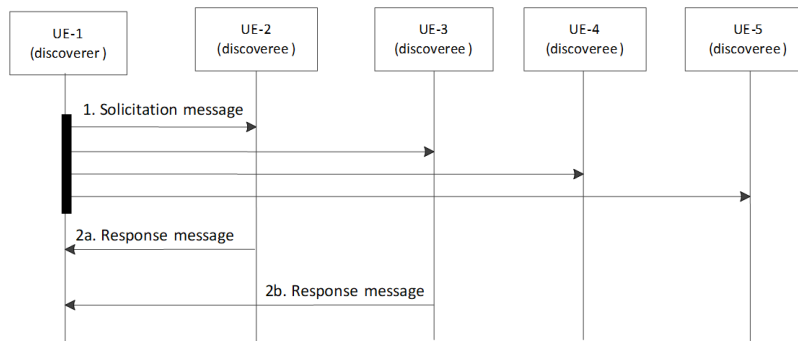 UE-1
(discoverer)
UE-2
(discoveree)
UE-3
(discoveree)
UE-4
(discoveree)
UE-5
(discoveree)
1. Solicitation message
2a. Response message
2b. Response message